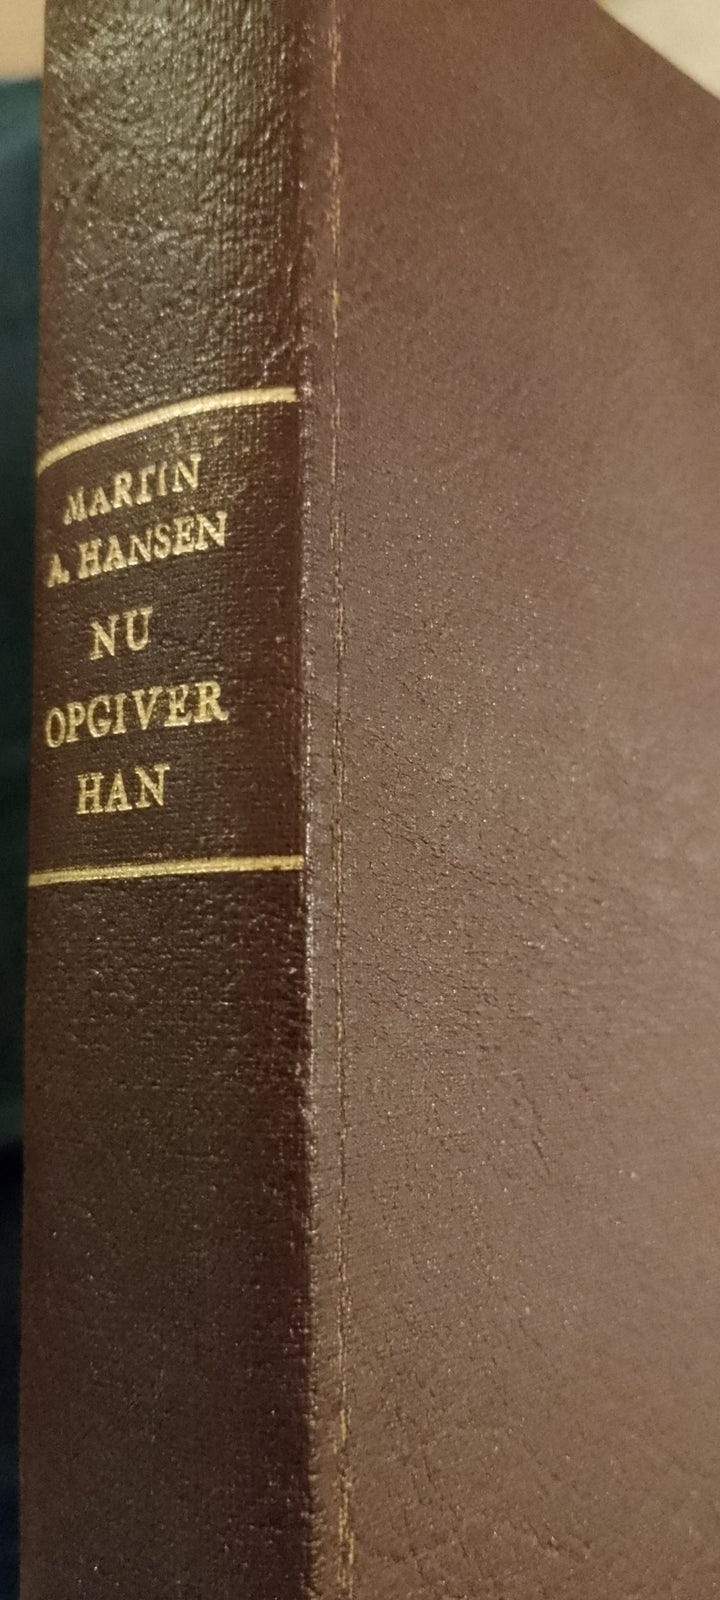 MARTIN
A. HANSEN
NU
OPGIVER
HAN